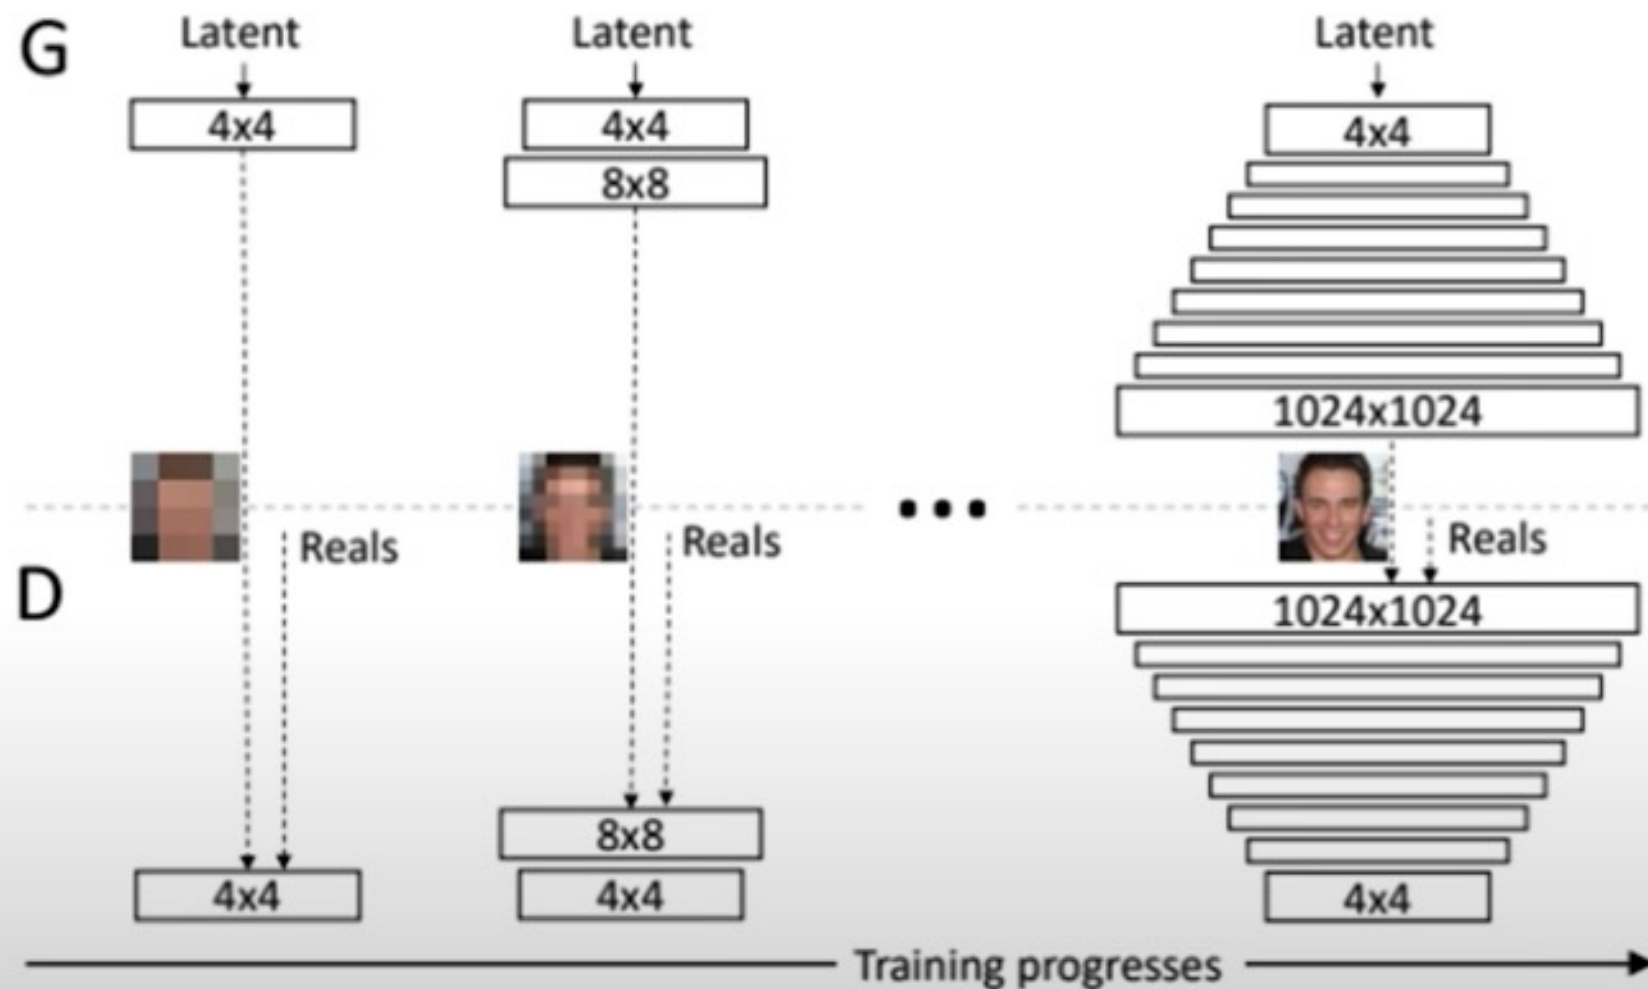 G
Latent
Latent
Latent
4x4
4x4
4x4
8x8
1024x1024
Reals
Reals
Reals
D
1024x1024
8x8
4x4
4x4
4x4
Training progresses